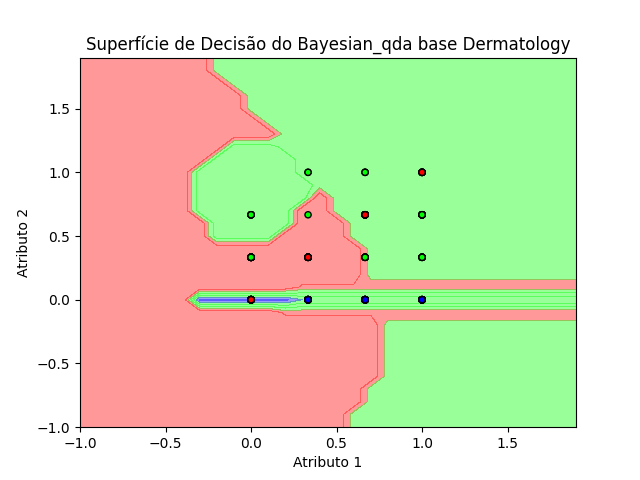 Superfície de Decisão do Bayesian_qda base Dermatology
1.5
1.0
0.5
0.0
−0.5
−1.0
Atributo 2
−1.0 −0.5 0.0 0.5 1.0 1.5
Atributo 1